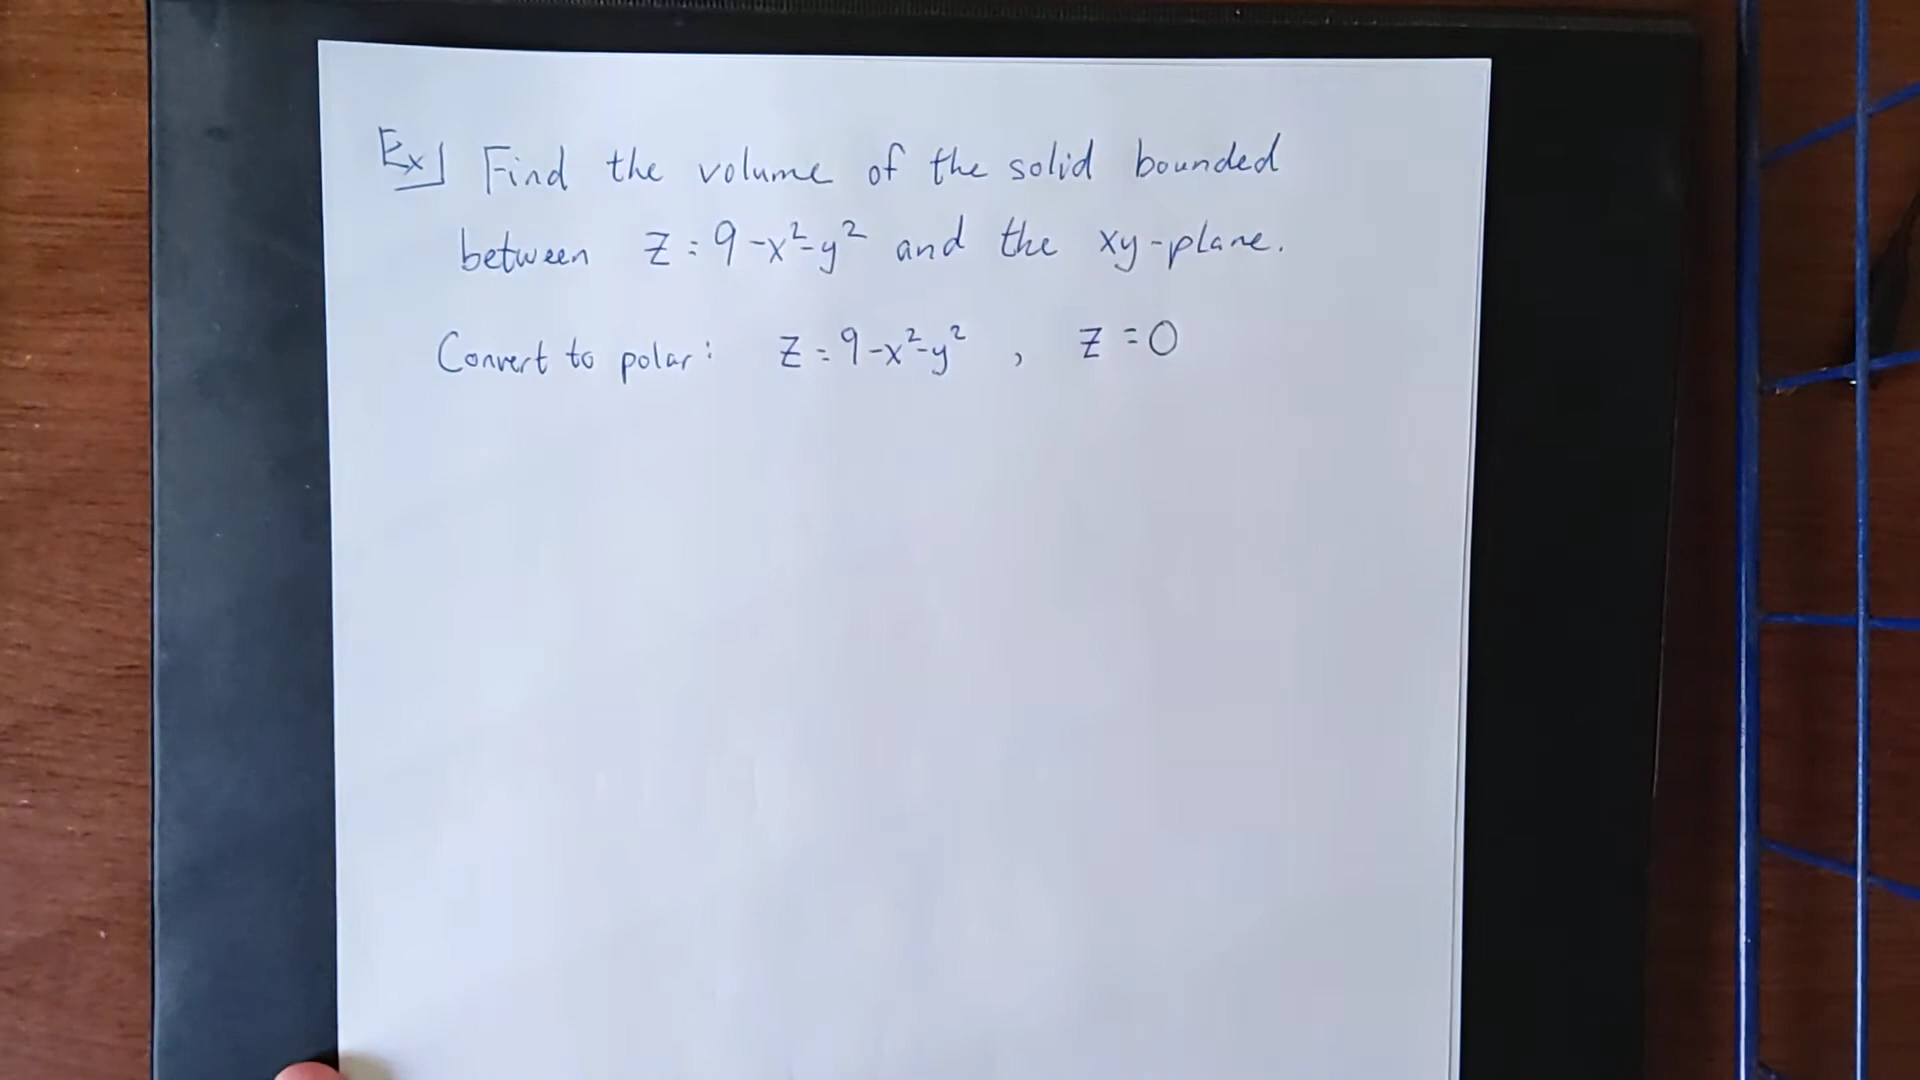 Ex] Find the volume of the solid bounded
between z = 9 - x² - y² and the xy-plane.
Convert to polar: z = 9 - x² - y² , z = 0